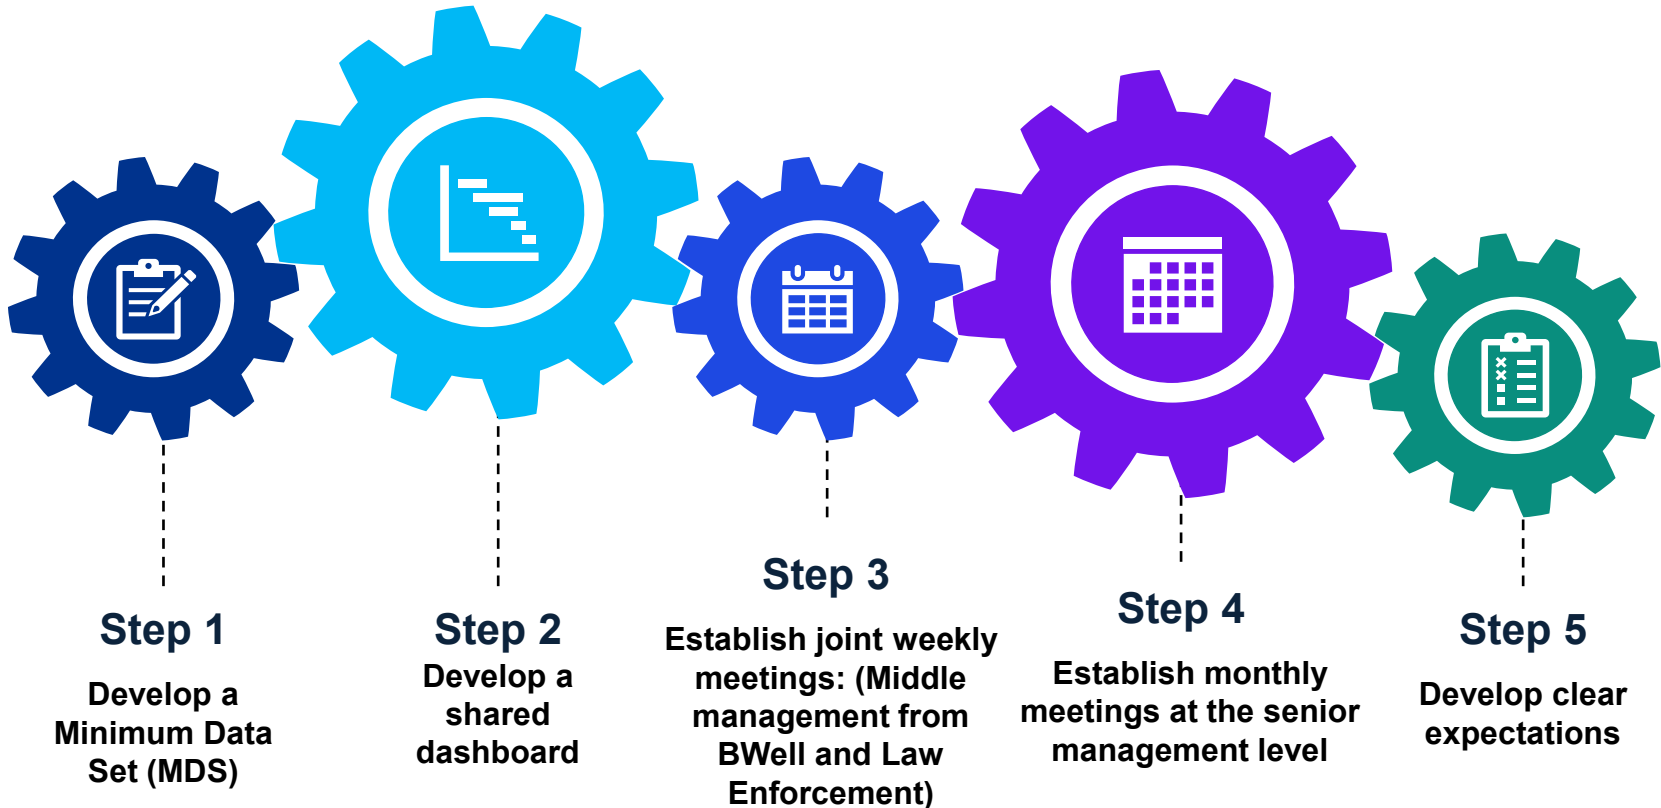 Step 1
Develop a
Minimum Data
Set (MDS)
Step 2
Develop a
shared
dashboard
Step 3
Establish joint weekly
meetings: (Middle
management from
BWell and Law
Enforcement)
Step 4
Establish monthly
meetings at the senior
management level
Step 5
Develop clear
expectations